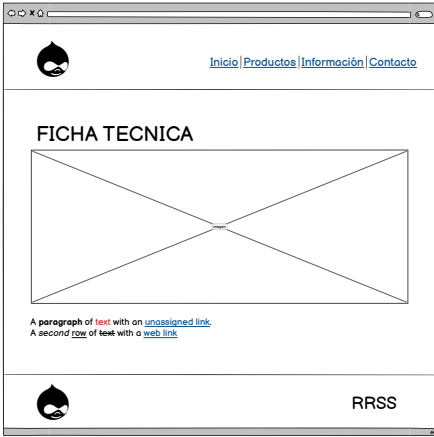 Inicio|Productos|Información|Contacto
FICHA TECNICA
imagen
A paragraph of text with an unassigned link.
A second row of text with a web link
RRSS